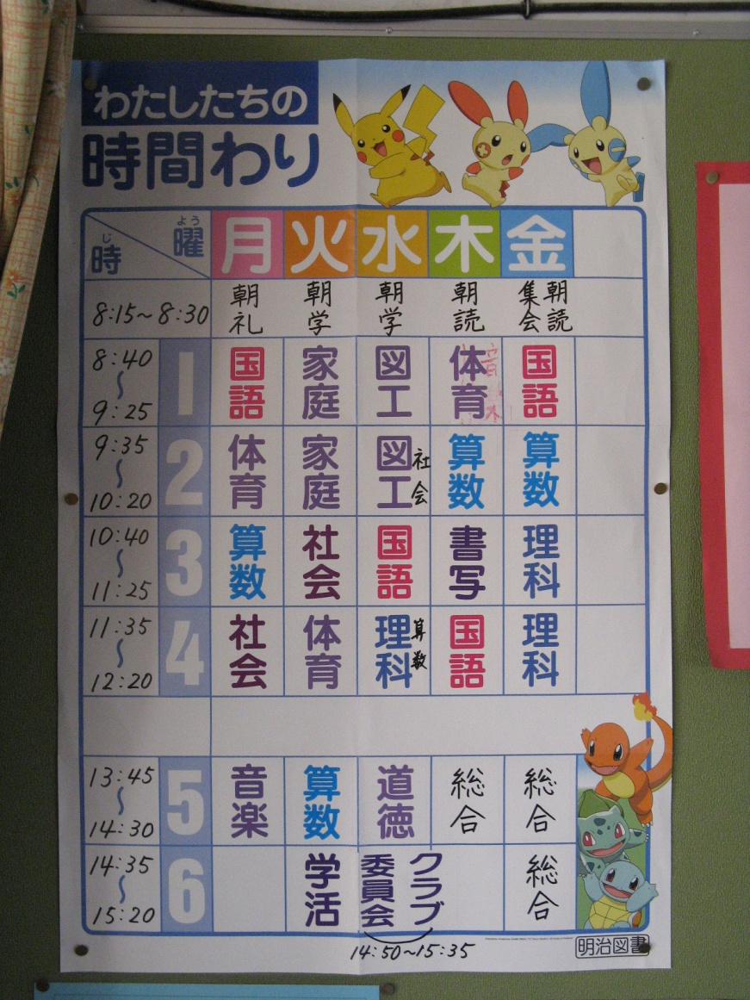 わたしたちの
時間わり
じ 時 よう 曜 月 火 水 木 金
8:15~8:30 朝礼 朝学 朝学 朝読 集会 朝読
8:40~9:25 1 国語 家庭 図工 体育 国語
9:35~10:20 2 体育 家庭 図工 社会 算数 算数
10:40~11:25 3 算数 社会 国語 書写 理科
11:35~12:20 4 社会 体育 理科 算数 国語 理科
13:45~14:30 5 音楽 算数 道徳 総合 総合
14:35~15:20 6 学活 委員会 クラブ 総合
14:50~15:35
明治図書